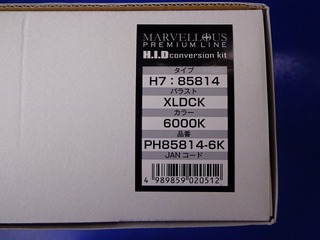 MARVELLOUS
PREMIUM LINE
H.I.D conversion kit
タイプ
H7：85814
バラスト
XLDCK
カラー
6000K
品番
PH85814-6K
JANコード
4 989859 020512